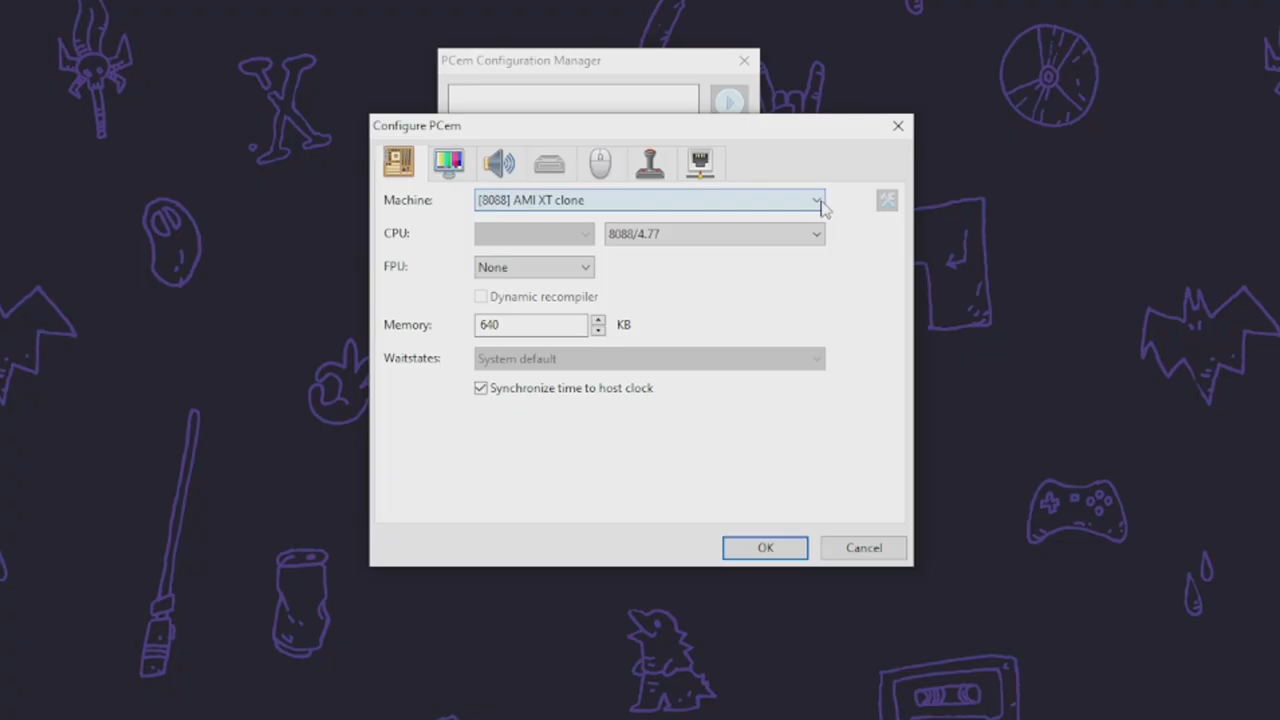 PCem Configuration Manager
Configure PCem
Machine: [8088] AMI XT clone
CPU: 8088/4.77
FPU: None
Dynamic recompiler
Memory: 640 KB
Waitstates: System default
Synchronize time to host clock
OK Cancel